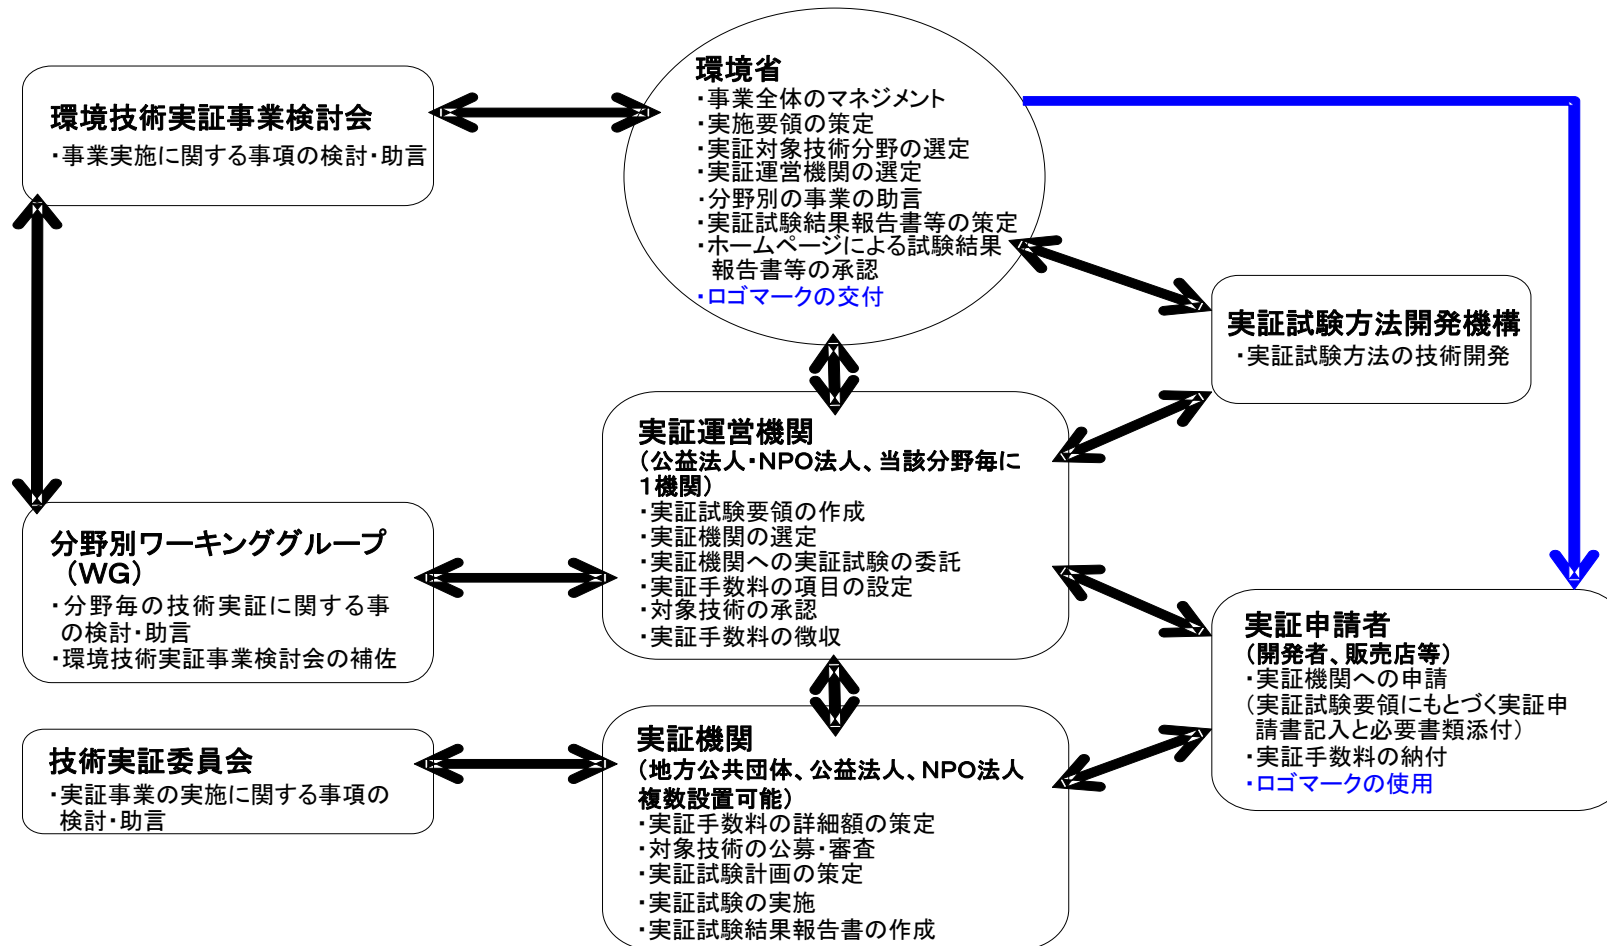 環境省
・事業全体のマネジメント
・実施要領の策定
・実証対象技術分野の選定
・実証運営機関の選定
・分野別の事業の助言
・実証試験結果報告書等の策定
・ホームページによる試験結果
報告書等の承認
・ロゴマークの交付
環境技術実証事業検討会
・事業実施に関する事項の検討・助言
実証試験方法開発機構
・実証試験方法の技術開発
実証運営機関
(公益法人・NPO法人、当該分野毎に
1機関)
・実証試験要領の作成
・実証機関の選定
・実証機関への実証試験の委託
・実証手数料の項目の設定
・対象技術の承認
・実証手数料の徴収
分野別ワーキンググループ
(WG)
・分野毎の技術実証に関する事
の検討・助言
・環境技術実証事業検討会の補佐
実証申請者
(開発者、販売店等)
・実証機関への申請
(実証試験要領にもとづく実証申
請書記入と必要書類添付)
・実証手数料の納付
・ロゴマークの使用
技術実証委員会
・実証事業の実施に関する事項の
検討・助言
実証機関
(地方公共団体、公益法人、NPO法人
複数設置可能)
・実証手数料の詳細額の策定
・対象技術の公募・審査
・実証試験計画の策定
・実証試験の実施
・実証試験結果報告書の作成